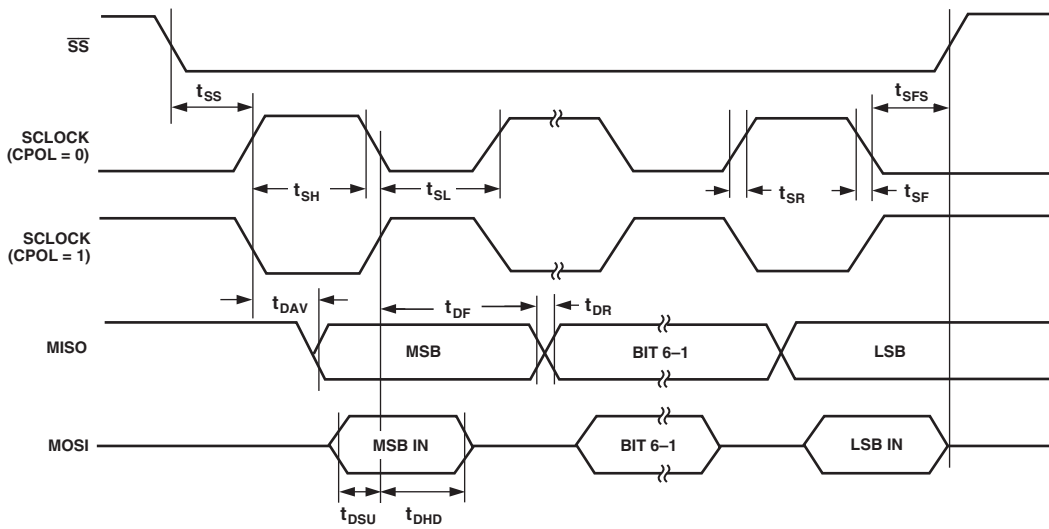 SS
tSS
tSFS
SCLOCK
(CPOL = 0)
tSH
tSL
tSR
tSF
SCLOCK
(CPOL = 1)
tDAV
tDF
tDR
MISO
MSB
BIT 6–1
LSB
MOSI
MSB IN
BIT 6–1
LSB IN
tDSU
tDHD